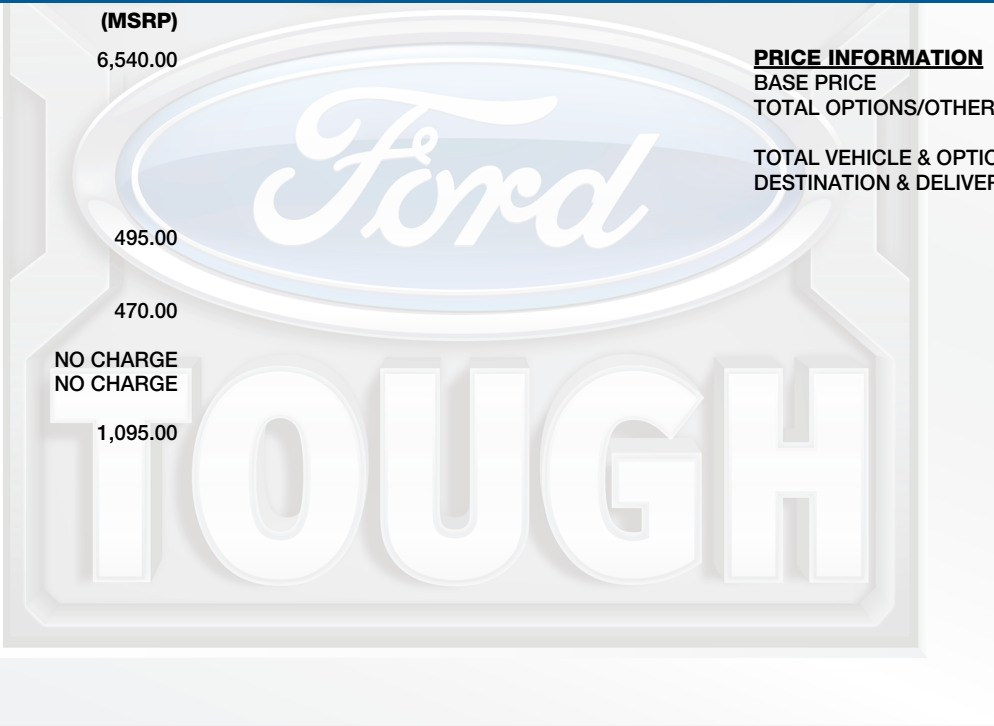 (MSRP)
6,540.00
495.00
470.00
NO CHARGE
NO CHARGE
1,095.00
PRICE INFORMATION
BASE PRICE
TOTAL OPTIONS/OTHER
TOTAL VEHICLE & OPTIO
DESTINATION & DELIVER
Ford
TOUGH